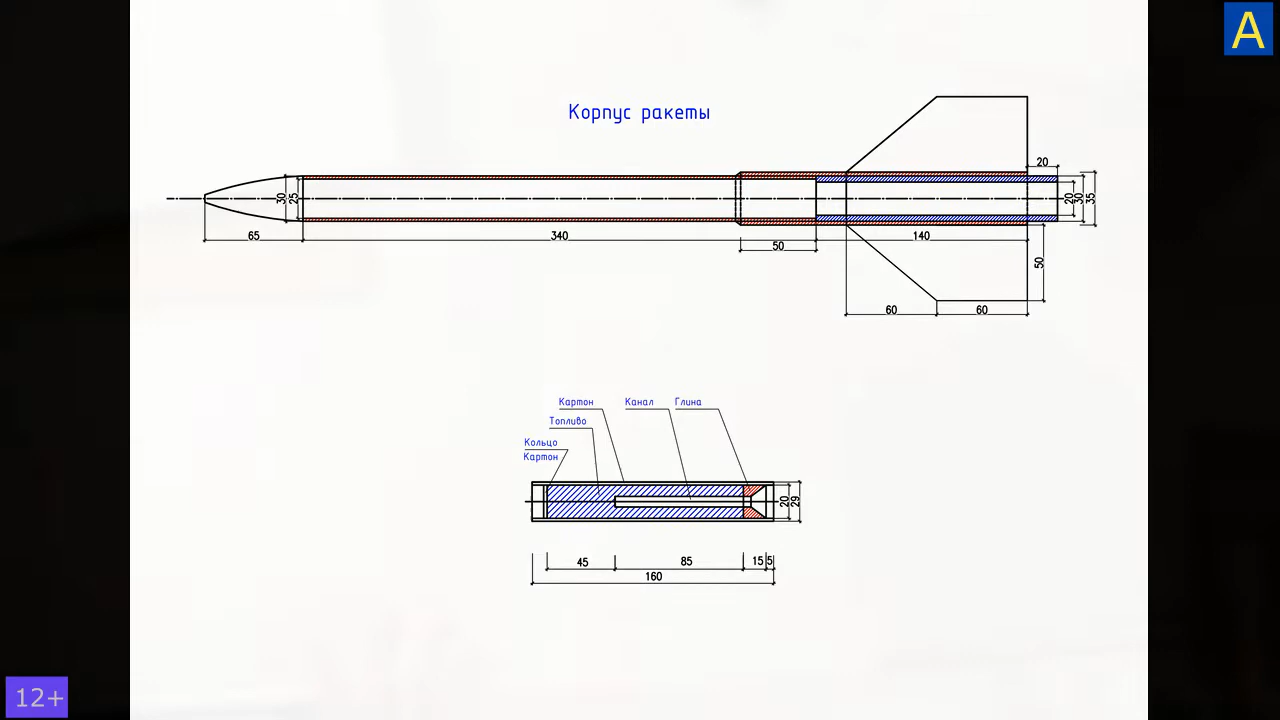 A
Корпус ракеты
20
30
25
20
30
35
65
340
50
140
50
60
60
Картон
Канал
Глина
Топливо
Кольцо
Картон
20
29
45
85
15
5
160
12+